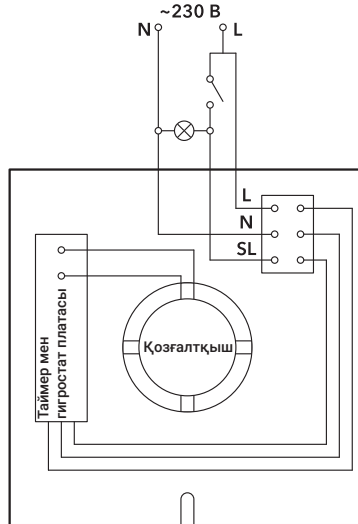 ~230 В
N L
L
N
SL
Қозғалтқыш
Таймер мен
гигростат платасы